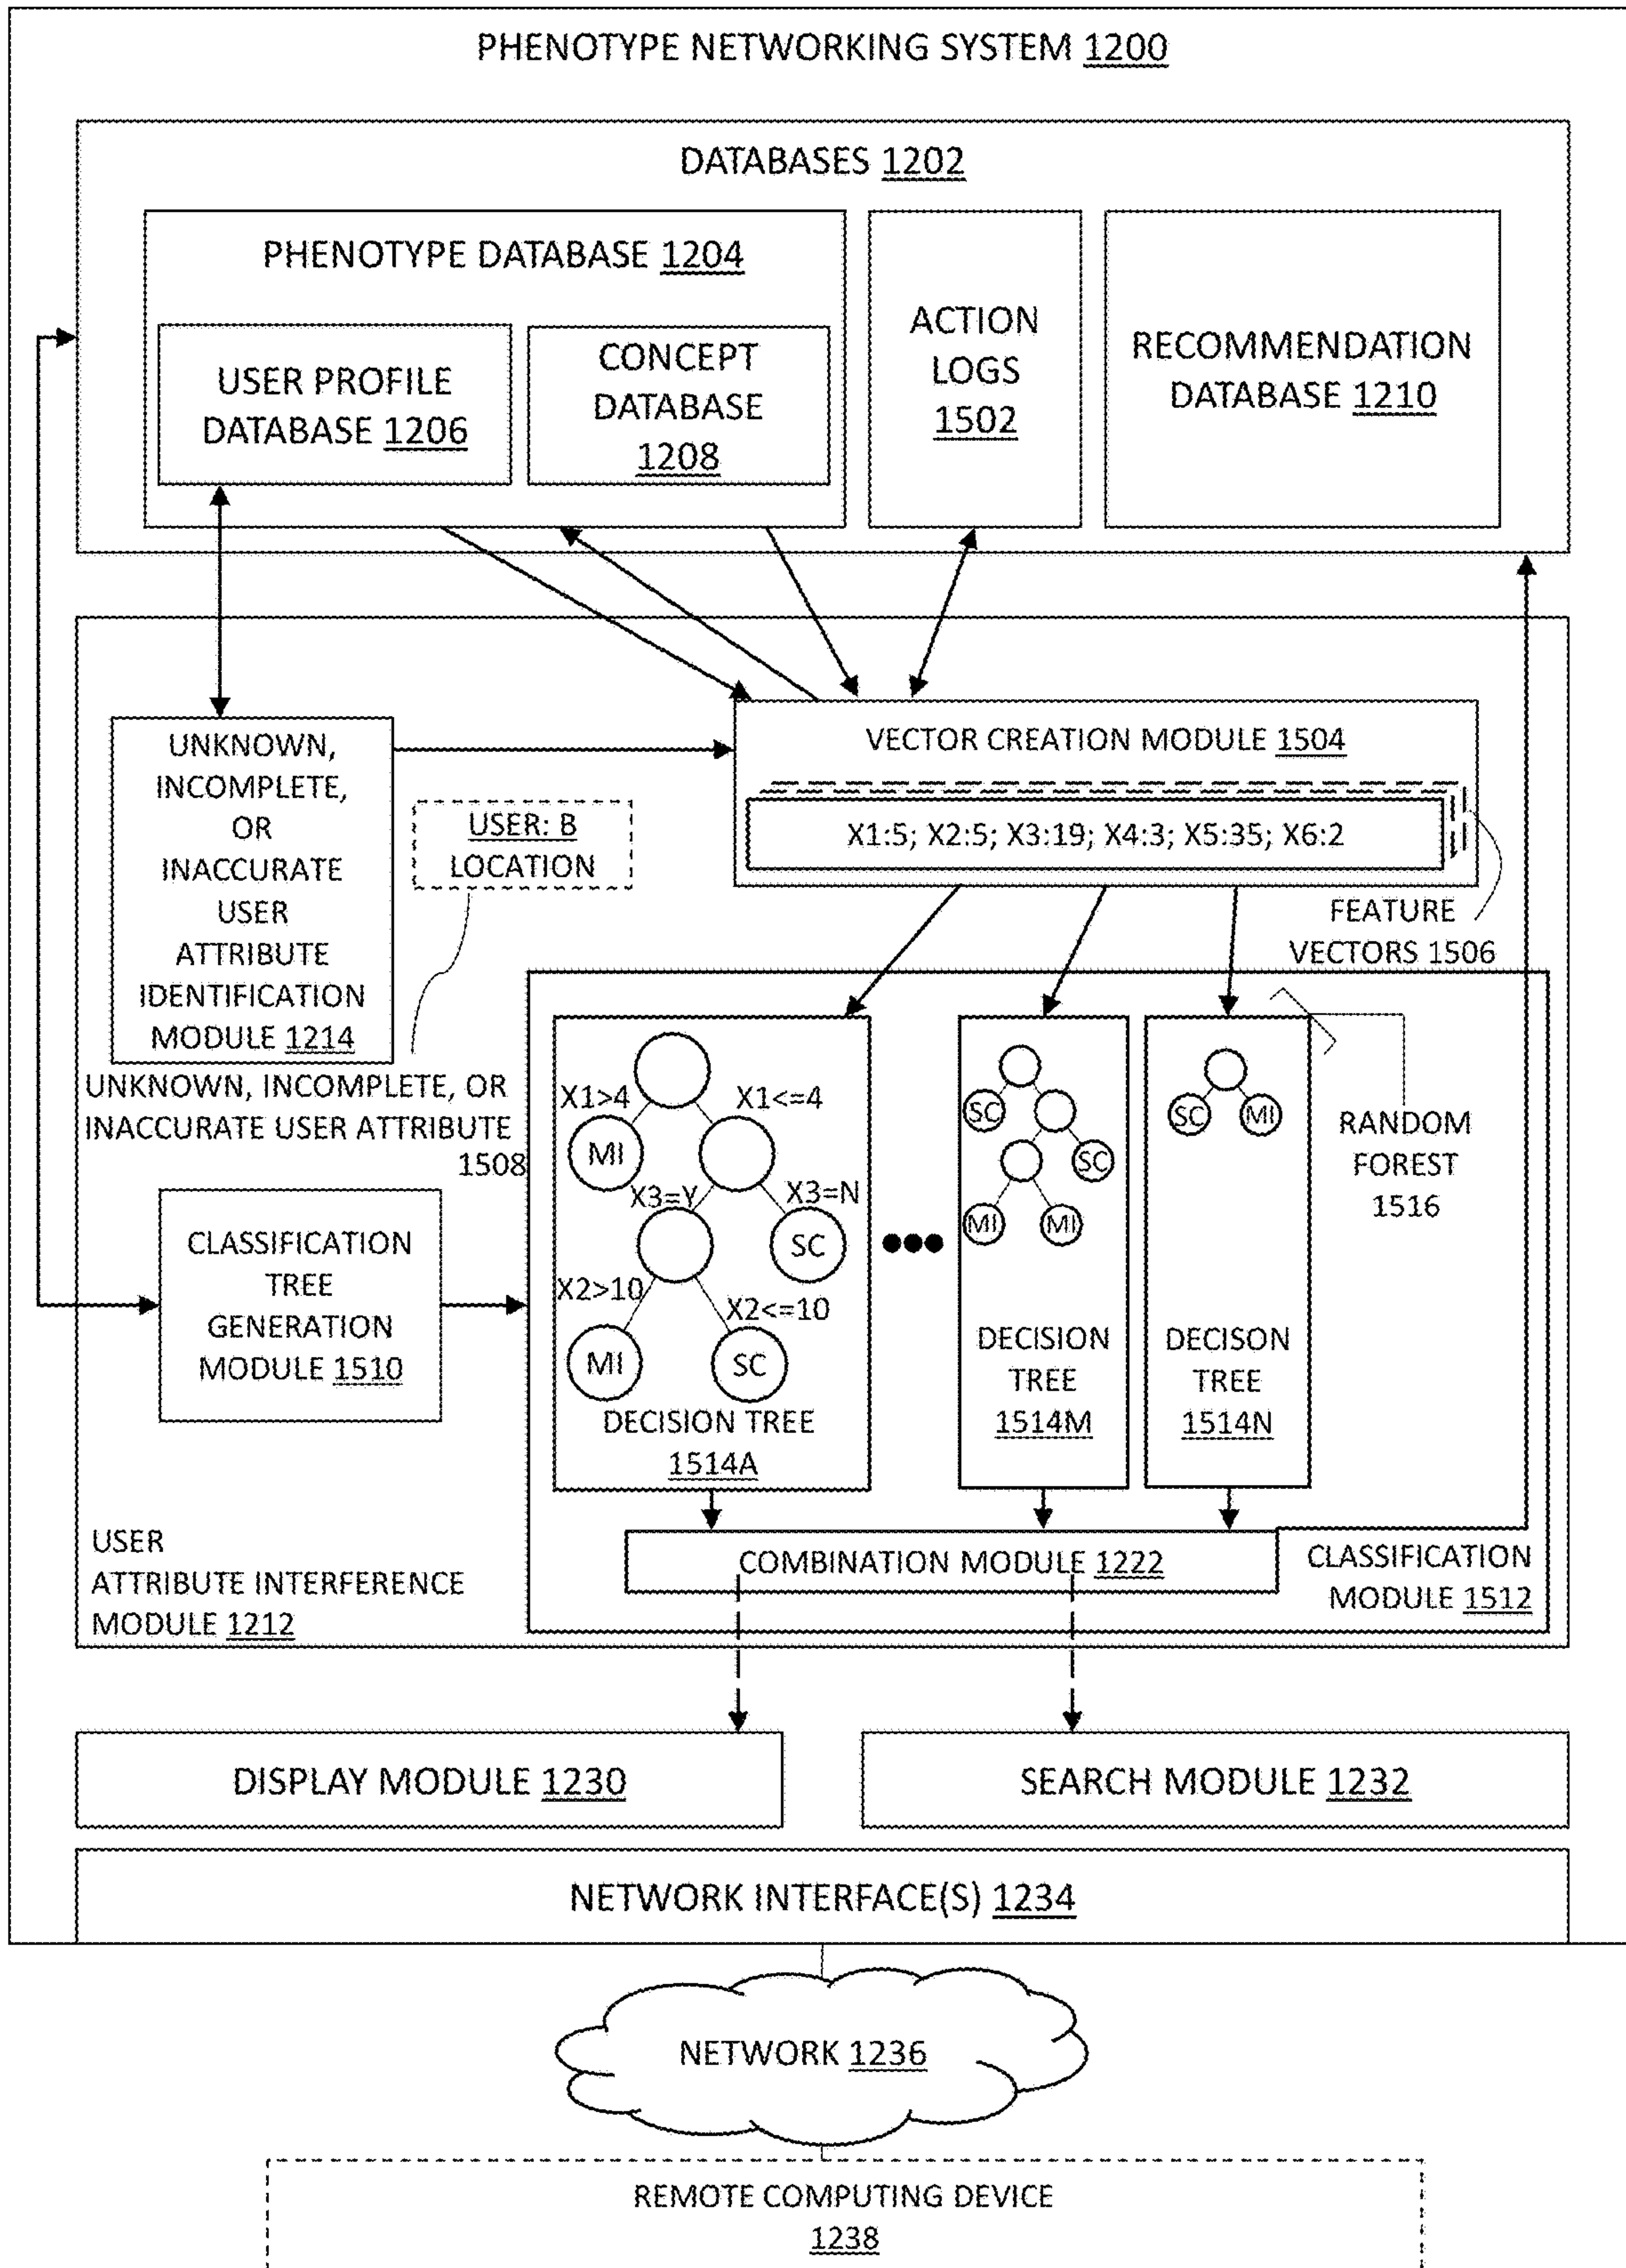 PHENOTYPE NETWORKING SYSTEM 1200
DATABASES 1202
PHENOTYPE DATABASE 1204
USER PROFILE
DATABASE 1206
CONCEPT
DATABASE
1208
ACTION
LOGS
1502
RECOMMENDATION
DATABASE 1210
UNKNOWN,
INCOMPLETE,
OR
INACCURATE
USER
ATTRIBUTE
IDENTIFICATION
MODULE 1214
USER: B
LOCATION
VECTOR CREATION MODULE 1504
X1:5; X2:5; X3:19; X4:3; X5:35; X6:2
FEATURE
VECTORS 1506
UNKNOWN, INCOMPLETE, OR
INACCURATE USER ATTRIBUTE
1508
CLASSIFICATION
TREE
GENERATION
MODULE 1510
X1>4
X1<=4
MI
X3=Y
X3=N
SC
X2>10
X2<=10
MI
SC
DECISION TREE
1514A
SC
SC
MI
MI
DECISION
TREE
1514M
SC
MI
DECISON
TREE
1514N
RANDOM
FOREST
1516
COMBINATION MODULE 1222
CLASSIFICATION
MODULE 1512
USER
ATTRIBUTE INTERFERENCE
MODULE 1212
DISPLAY MODULE 1230
SEARCH MODULE 1232
NETWORK INTERFACE(S) 1234
NETWORK 1236
REMOTE COMPUTING DEVICE
1238